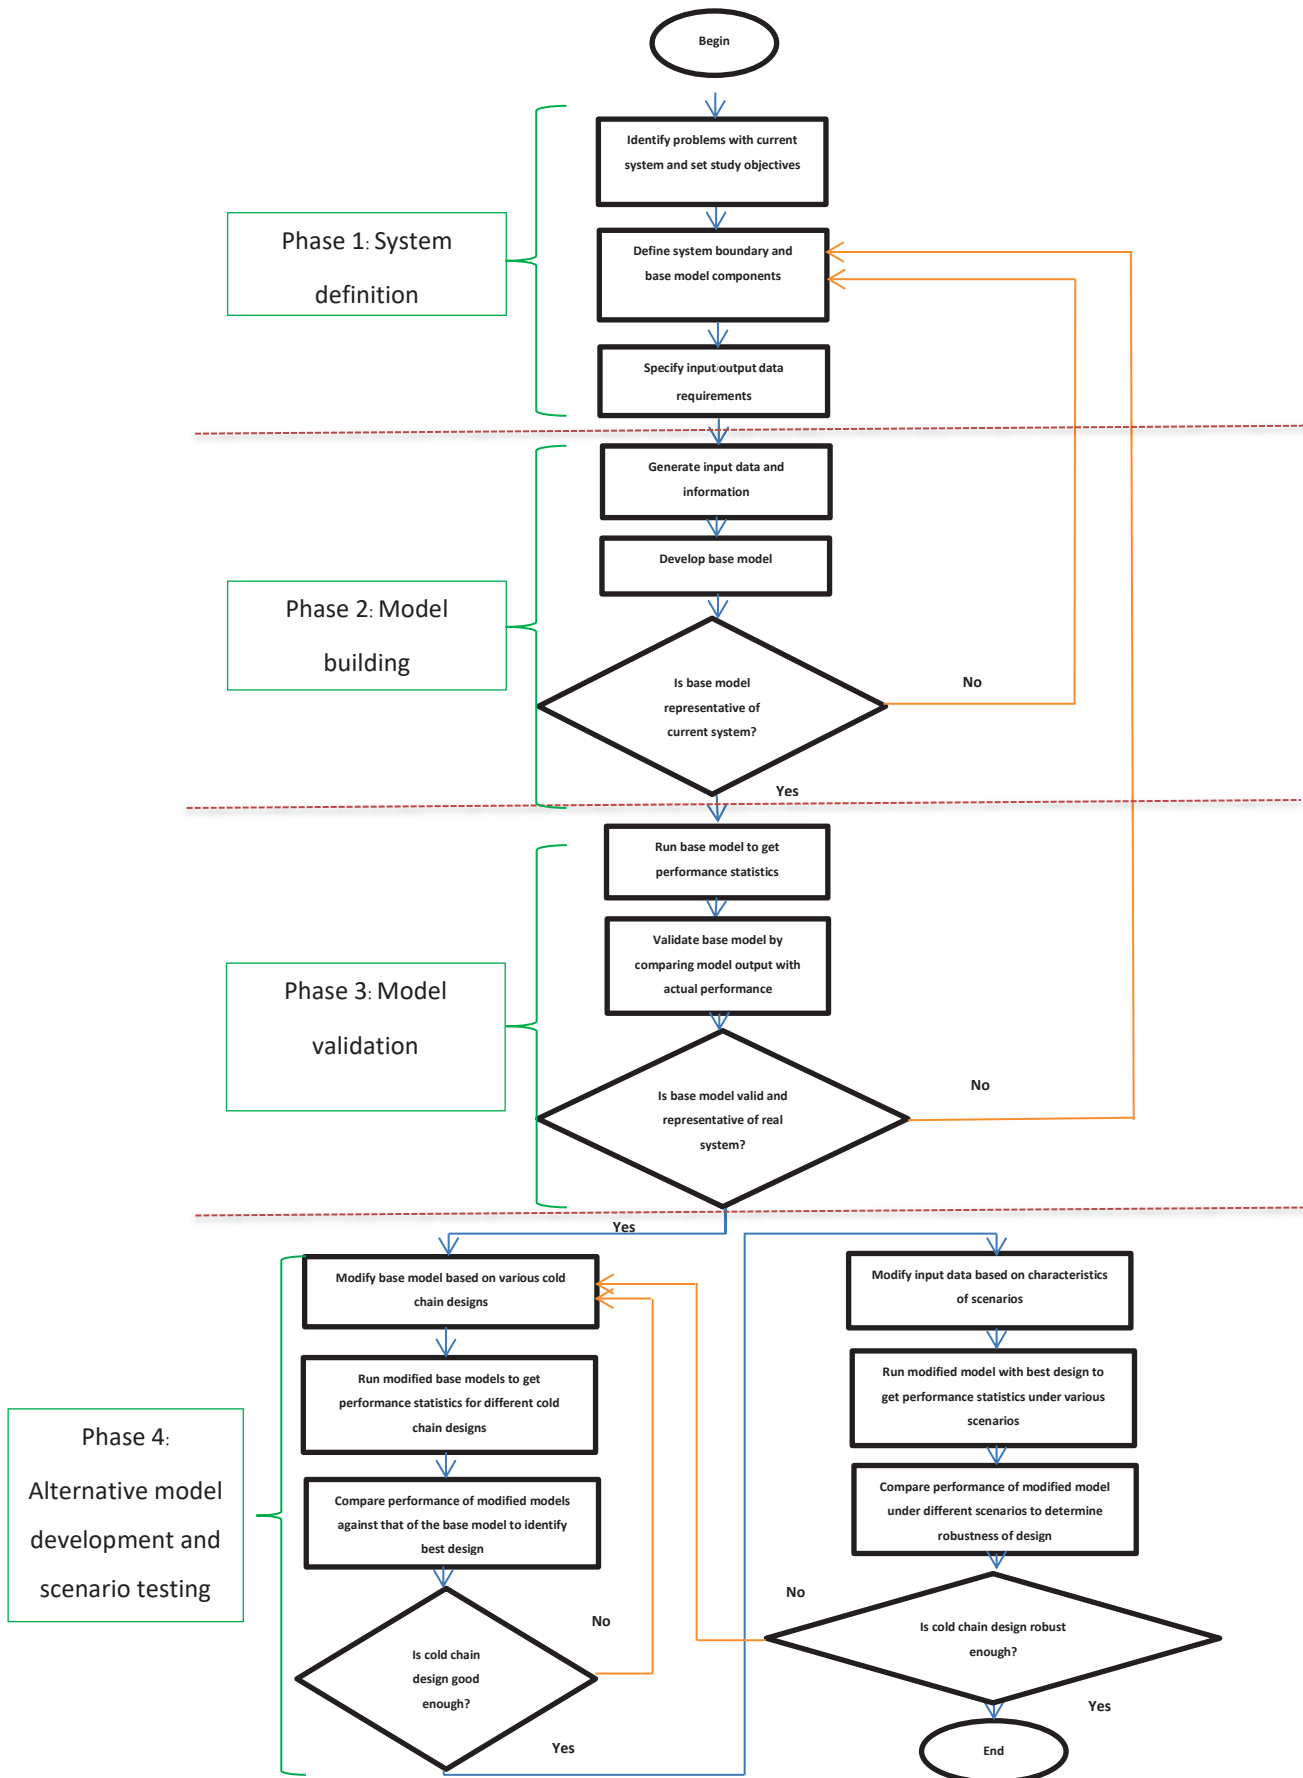 Begin
Identify problems with current
system and set study objectives
Phase 1: System
definition
Define system boundary and
base model components
Specify input/output data
requirements
Generate input data and
information
Develop base model
Phase 2: Model
building
Is base model
representative of
current system?
No
Yes
Run base model to get
performance statistics
Validate base model by
comparing model output with
actual performance
Phase 3: Model
validation
Is base model valid and
representative of real
system?
No
Yes
Modify base model based on various cold
chain designs
Run modified base models to get
performance statistics for different cold
chain designs
Phase 4:
Alternative model
development and
scenario testing
Compare performance of modified models
against that of the base model to identify
best design
Is cold chain
design good
enough?
No
Yes
Modify input data based on characteristics
of scenarios
Run modified model with best design to
get performance statistics under various
scenarios
Compare performance of modified model
under different scenarios to determine
robustness of design
No
Is cold chain design robust
enough?
Yes
End